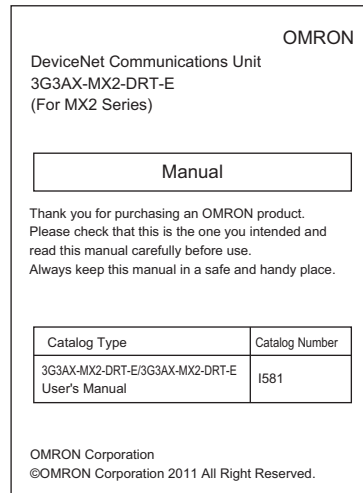 OMRON
DeviceNet Communications Unit
3G3AX-MX2-DRT-E
(For MX2 Series)
Manual
Thank you for purchasing an OMRON product.
Please check that this is the one you intended and
read this manual carefully before use.
Always keep this manual in a safe and handy place.
Catalog Type
Catalog Number
3G3AX-MX2-DRT-E/3G3AX-MX2-DRT-E
User's Manual
I581
OMRON Corporation
©OMRON Corporation 2011 All Right Reserved.